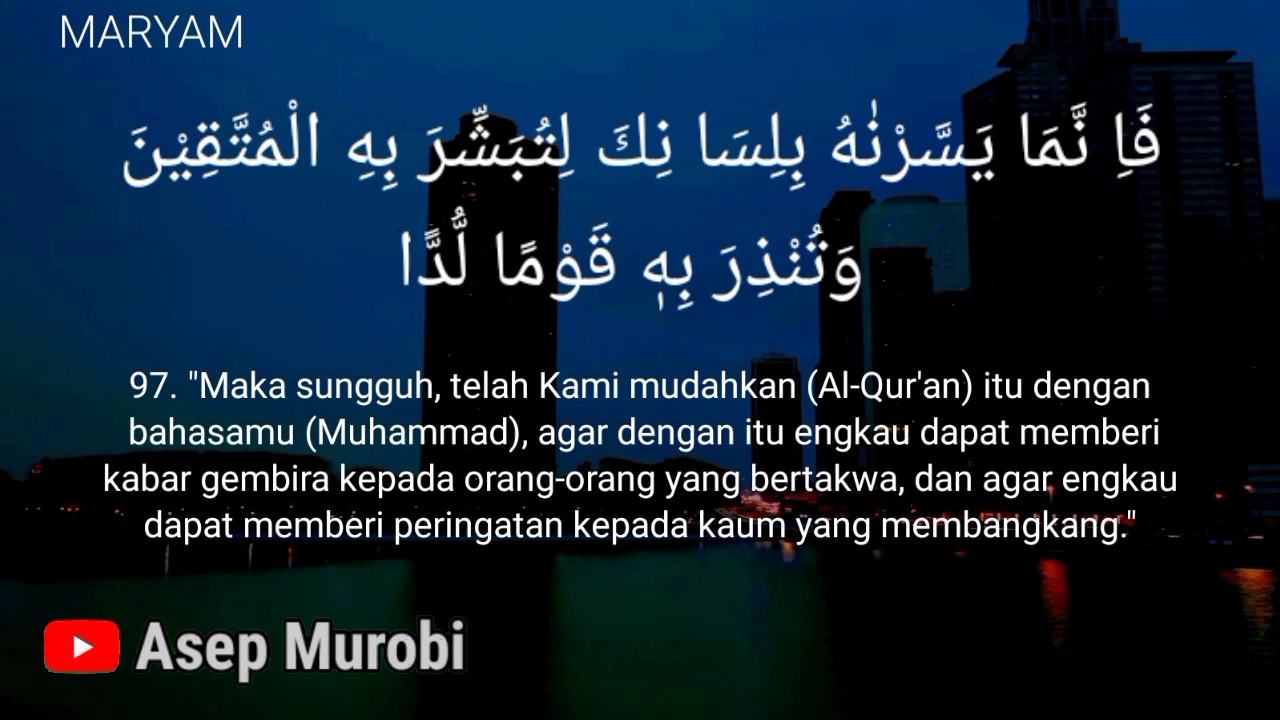 MARYAM
فَاِ نَّمَا يَسَّرْنٰهُ بِلِسَا نِكَ لِتُبَشِّرَ بِهِ الْمُتَّقِيْنَ
وَتُنْذِرَ بِهٖ قَوْمًا لُّدًّا
97. "Maka sungguh, telah Kami mudahkan (Al-Qur'an) itu dengan
bahasamu (Muhammad), agar dengan itu engkau dapat memberi
kabar gembira kepada orang-orang yang bertakwa, dan agar engkau
dapat memberi peringatan kepada kaum yang membangkang."
Asep Murobi